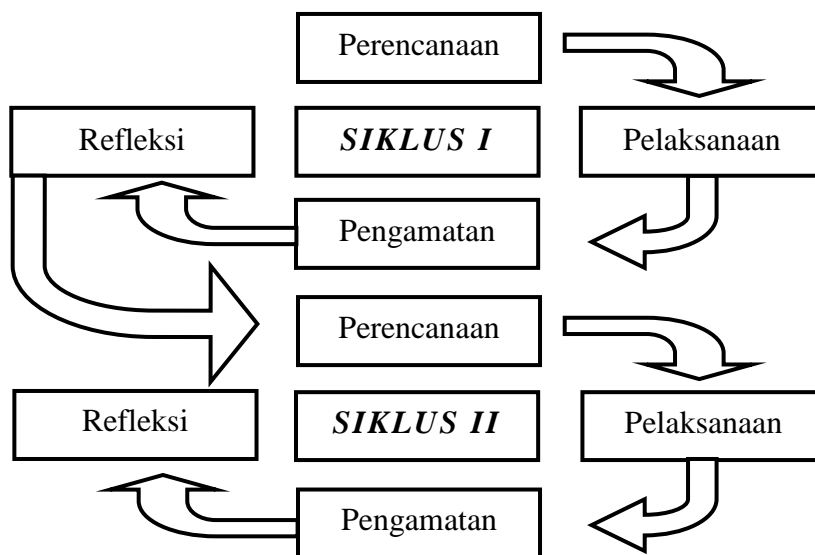 Perencanaan
Refleksi
SIKLUS I
Pelaksanaan
Pengamatan
Perencanaan
Refleksi
SIKLUS II
Pelaksanaan
Pengamatan